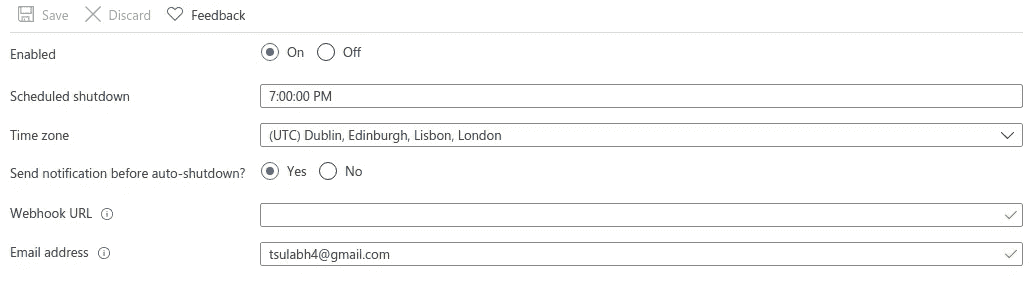 Save Discard Feedback
Enabled On Off
Scheduled shutdown 7:00:00 PM
Time zone (UTC) Dublin, Edinburgh, Lisbon, London
Send notification before auto-shutdown? Yes No
Webhook URL
Email address tsulabh4@gmail.com